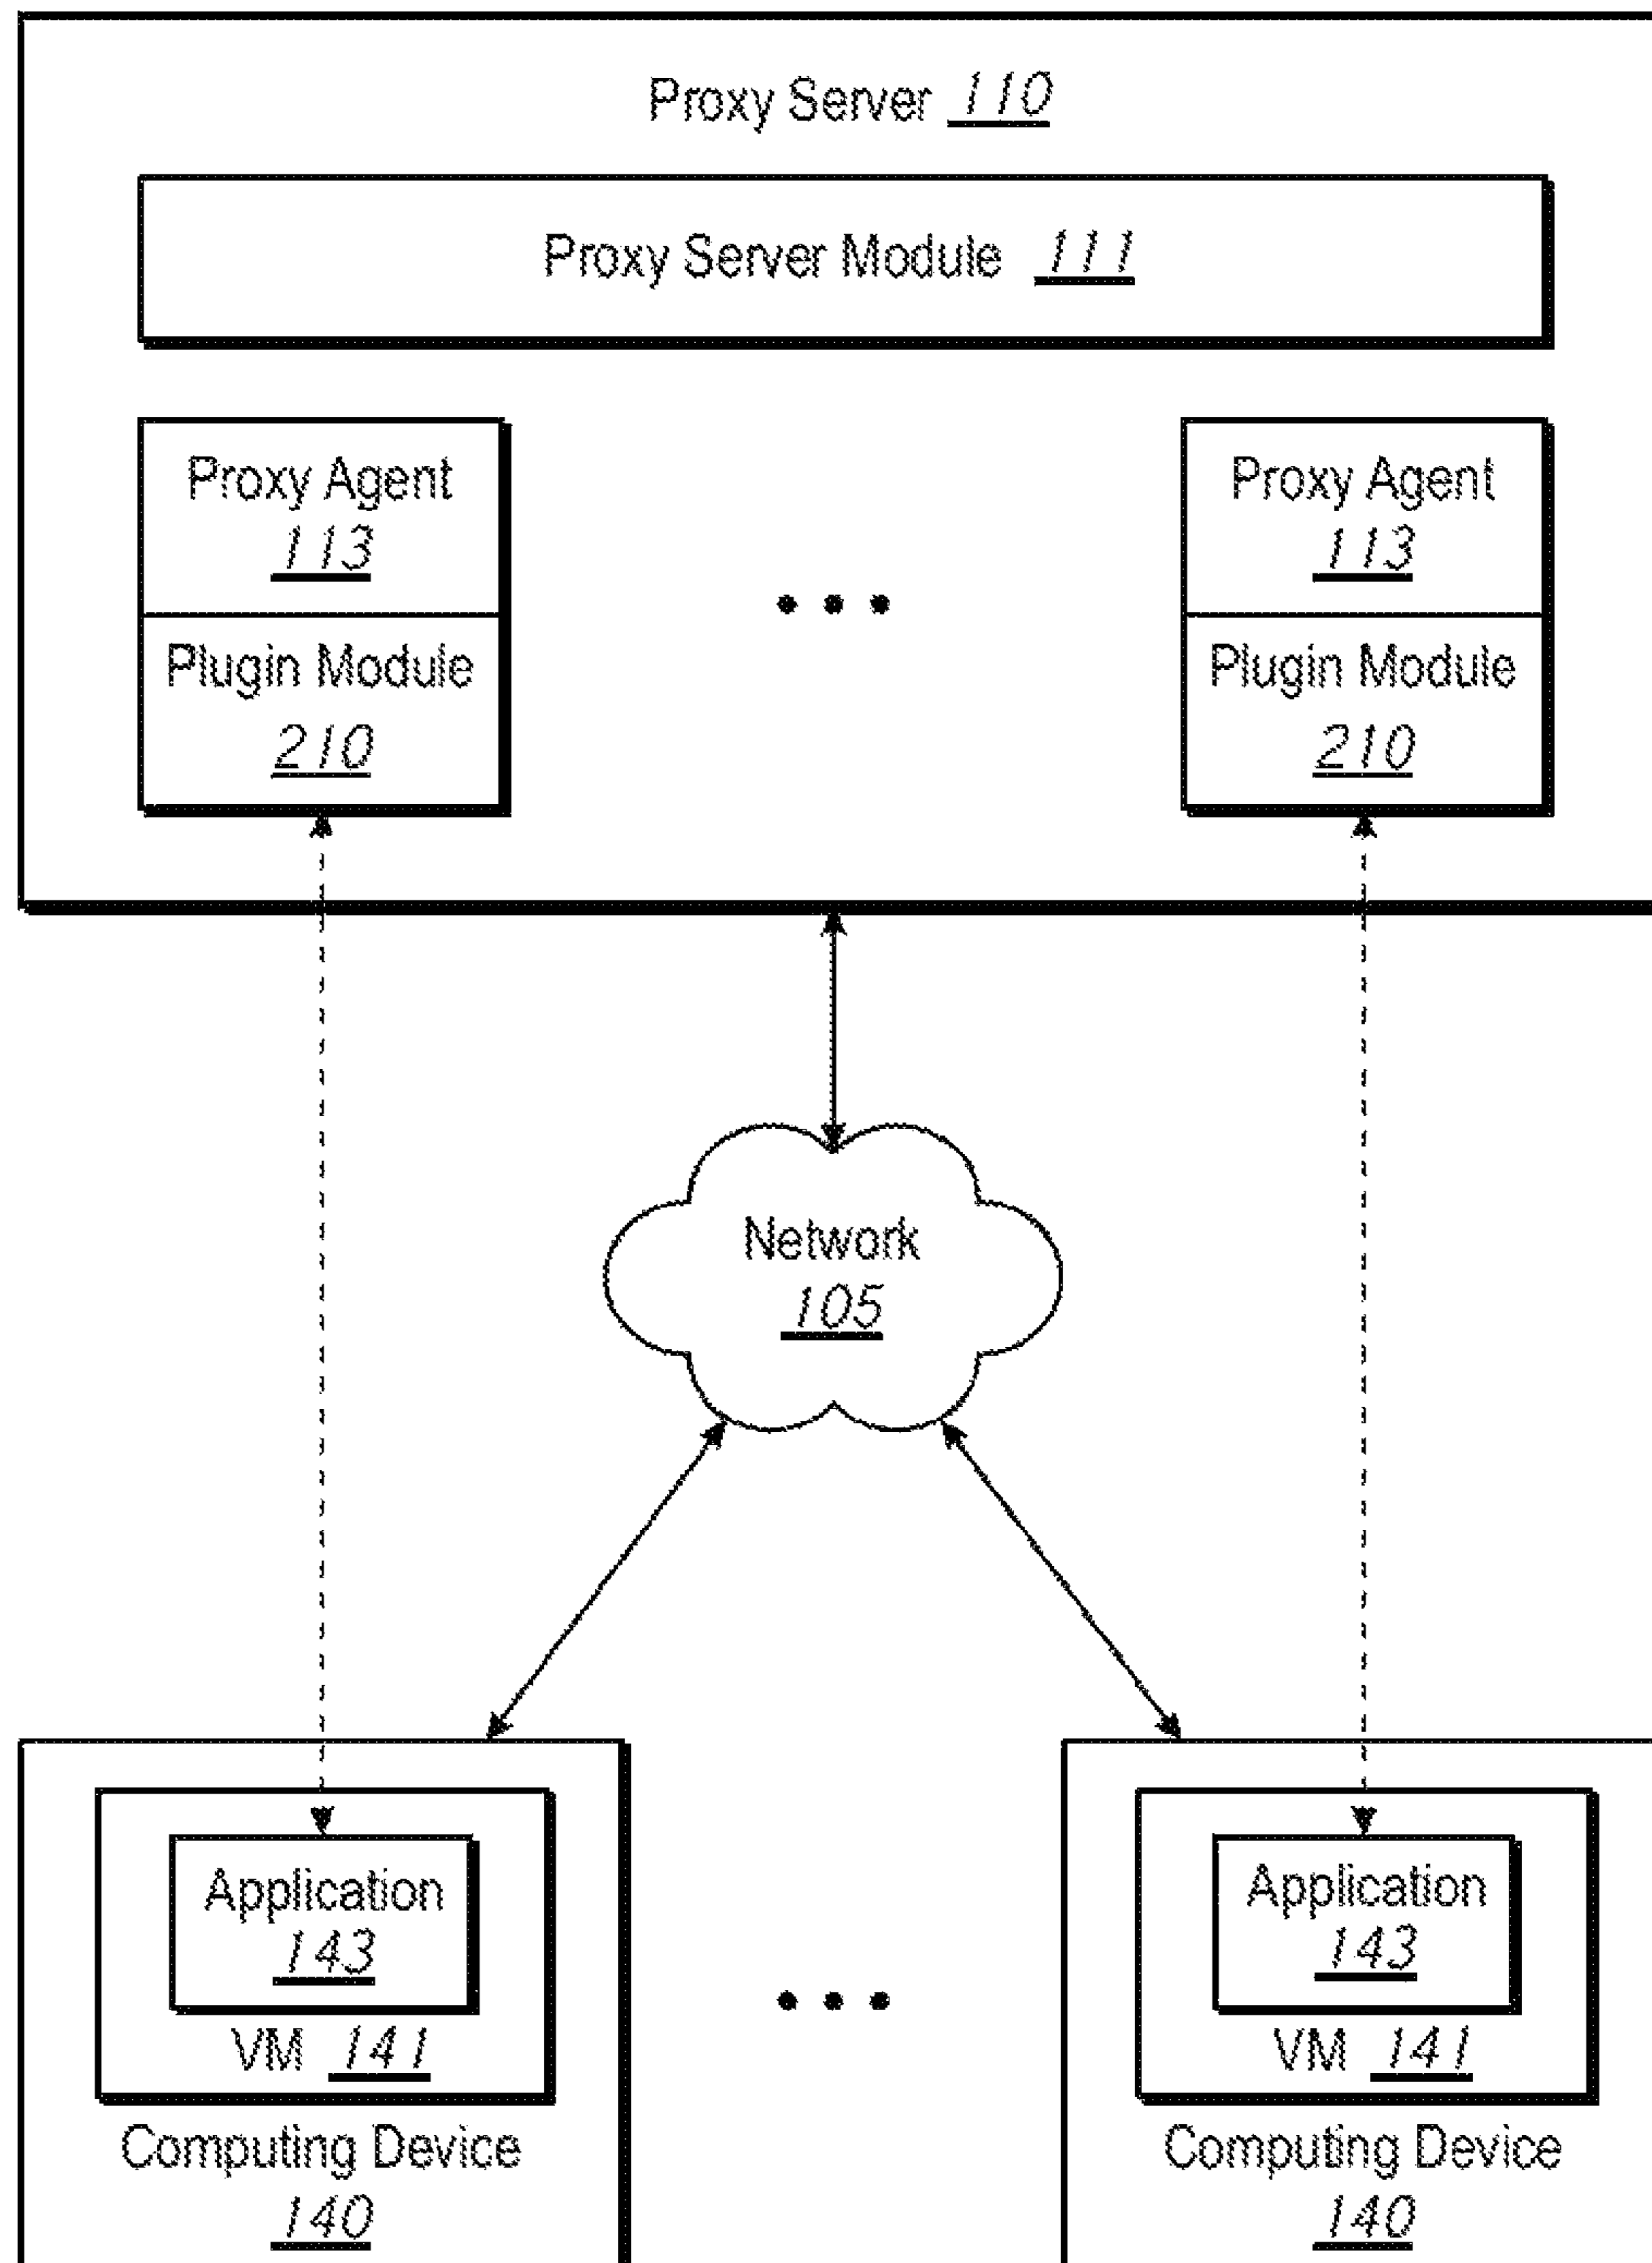 Proxy Server 110
Proxy Server Module 111
Proxy Agent
113
Plugin Module
210
Proxy Agent
113
Plugin Module
210
Network
105
Application
143
VM 141
Computing Device
140
Application
143
VM 141
Computing Device
140